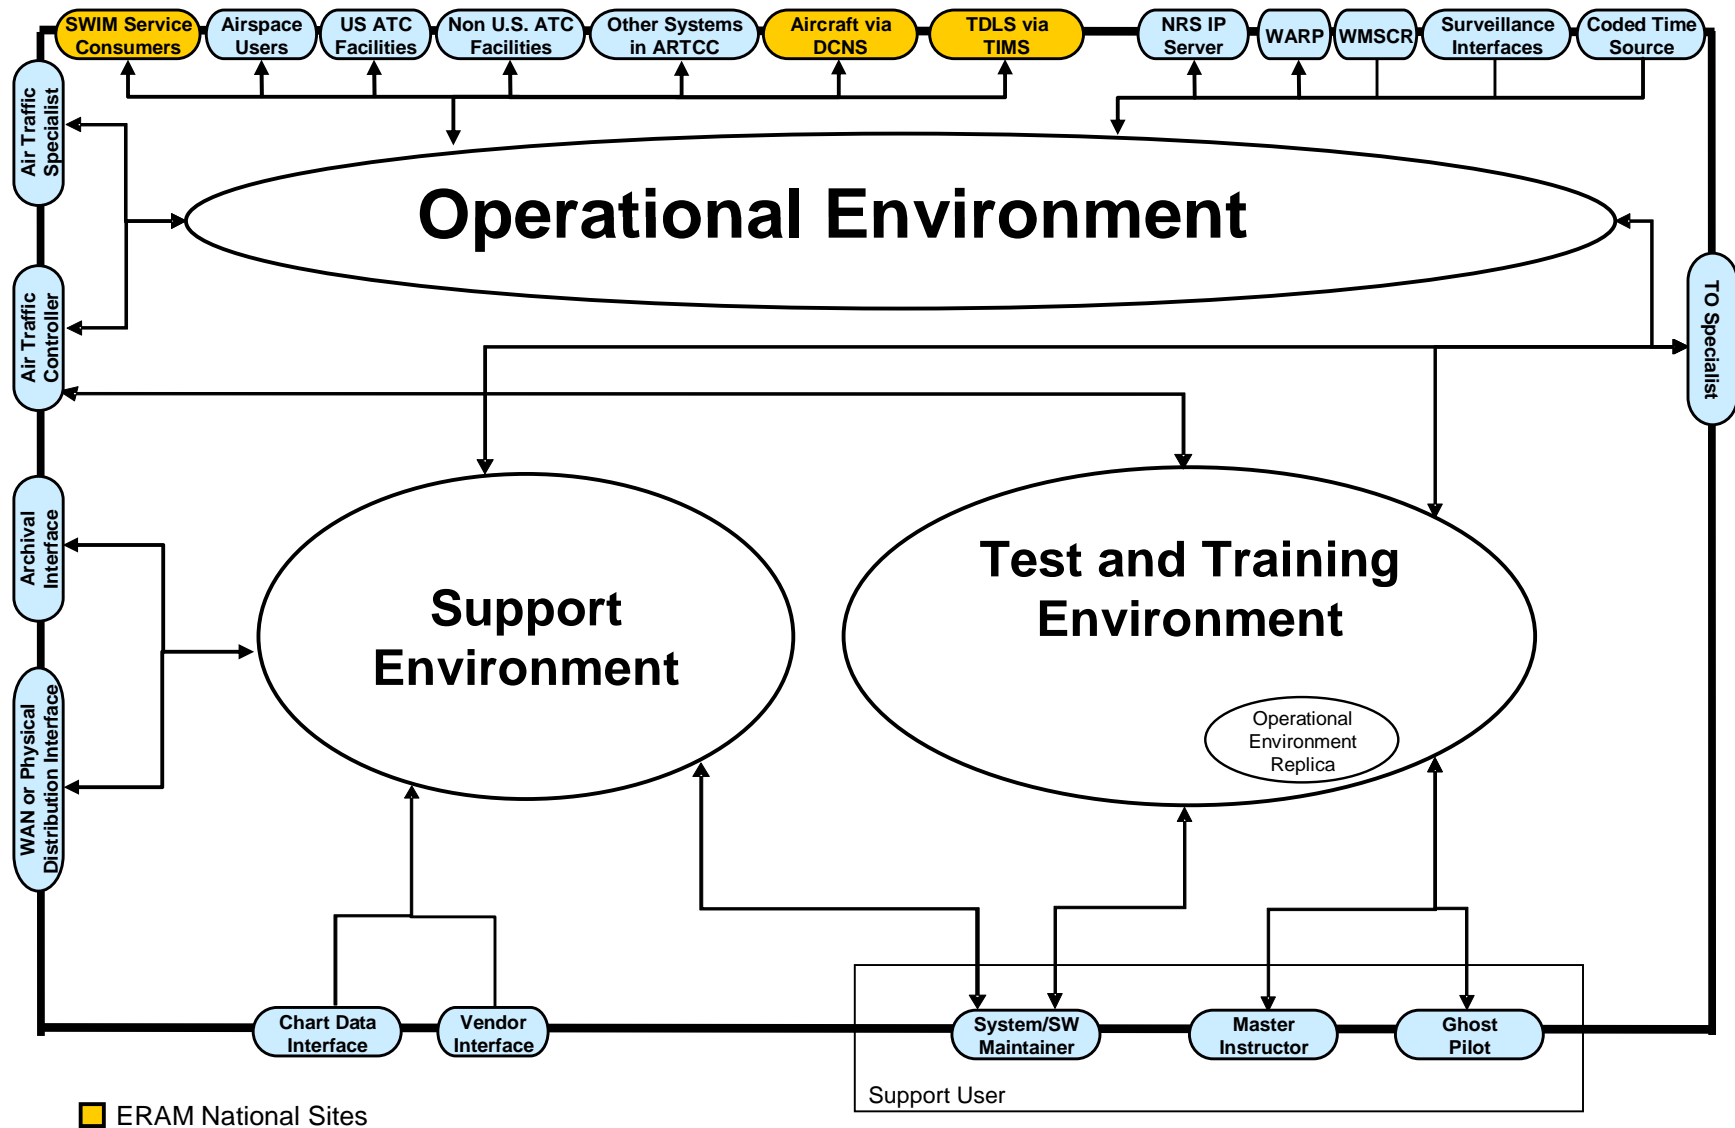 SWIM Service
Consumers
Airspace
Users
US ATC
Facilities
Non U.S. ATC
Facilities
Other Systems
in ARTCC
Aircraft via
DCNS
TDLS via
TIMS
NRS IP
Server
WARP
WMSCR
Surveillance
Interfaces
Coded Time
Source
Air Traffic
Specialist
Operational Environment
Air Traffic
Controller
TO Specialist
Archival
Interface
Support
Environment
Test and Training
Environment
Operational
Environment
Replica
WAN or Physical
Distribution Interface
Chart Data
Interface
Vendor
Interface
System/SW
Maintainer
Master
Instructor
Ghost
Pilot
Support User
ERAM National Sites